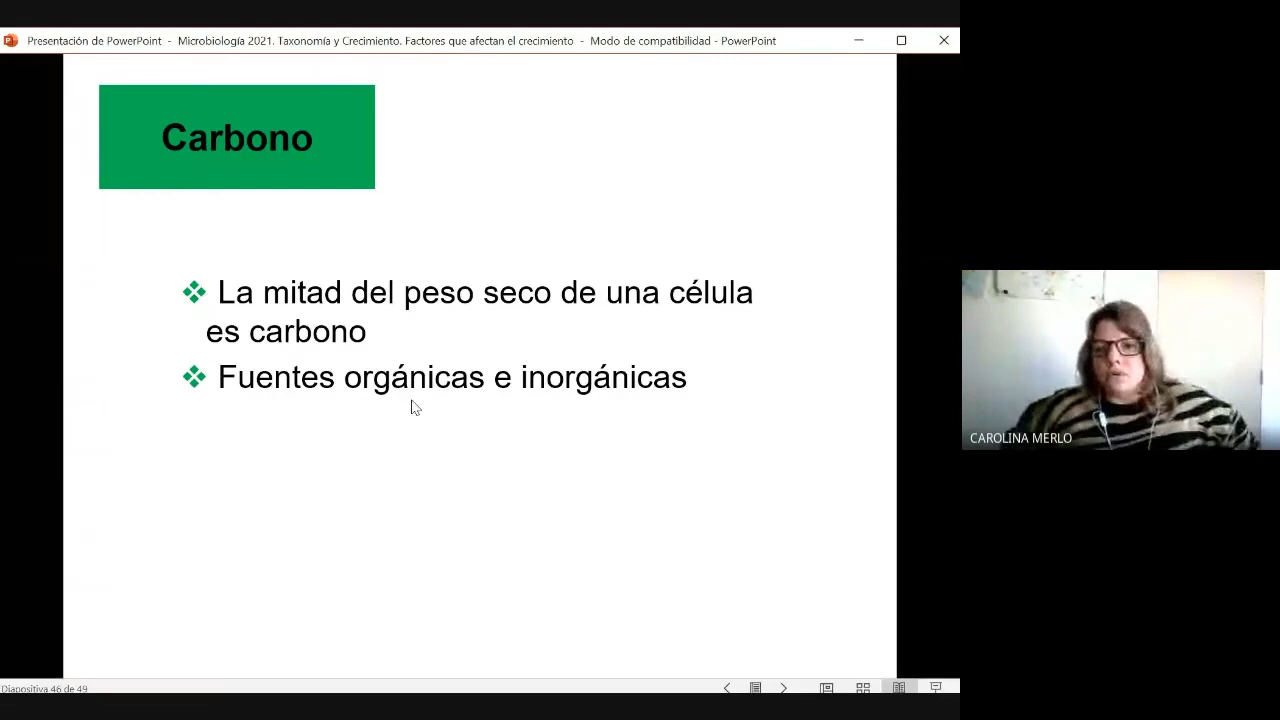 Presentación de PowerPoint - Microbiología 2021. Taxonomía y Crecimiento. Factores que afectan el crecimiento - Modo de compatibilidad - PowerPoint
Carbono
La mitad del peso seco de una célula
es carbono
Fuentes orgánicas e inorgánicas
CAROLINA MERLO
Diapositiva 46 de 49